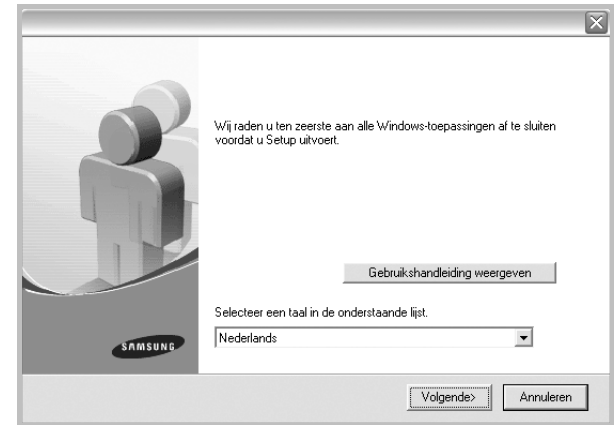 Wij raden u ten zeerste aan alle Windows-toepassingen af te sluiten
voordat u Setup uitvoert.
Gebruikshandleiding weergeven
Selecteer een taal in de onderstaande lijst.
Nederlands
SAMSUNG
Volgende>
Annuleren